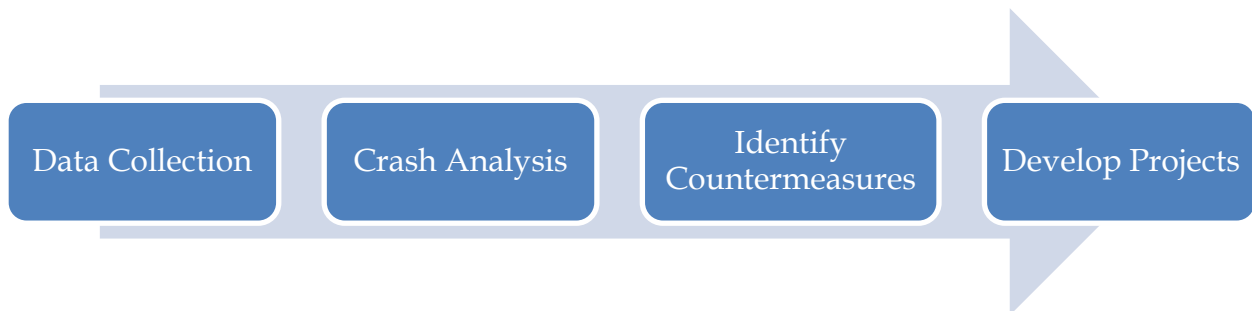 Data Collection
Crash Analysis
Identify
Countermeasures
Develop Projects